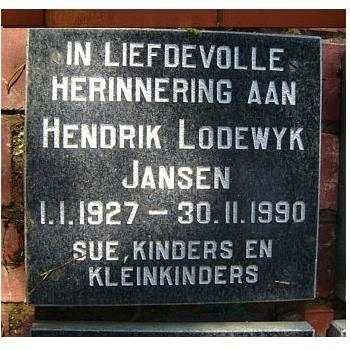 IN LIEFDEVOLLE
HERINNERING AAN
HENDRIK LODEWYK
JANSEN
1.1.1927 – 30.11.1990
SUE, KINDERS EN
KLEINKINDERS